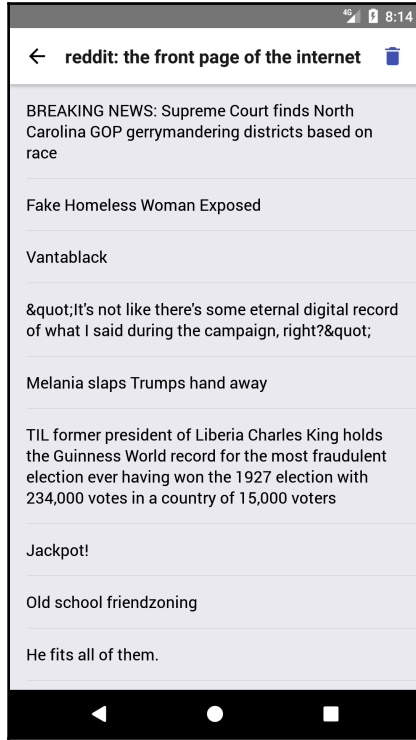 4G 8:14
reddit: the front page of the internet
BREAKING NEWS: Supreme Court finds North
Carolina GOP gerrymandering districts based on
race
Fake Homeless Woman Exposed
Vantablack
&quot;It's not like there's some eternal digital record
of what I said during the campaign, right?&quot;
Melania slaps Trumps hand away
TIL former president of Liberia Charles King holds
the Guinness World record for the most fraudulent
election ever having won the 1927 election with
234,000 votes in a country of 15,000 voters
Jackpot!
Old school friendzoning
He fits all of them.